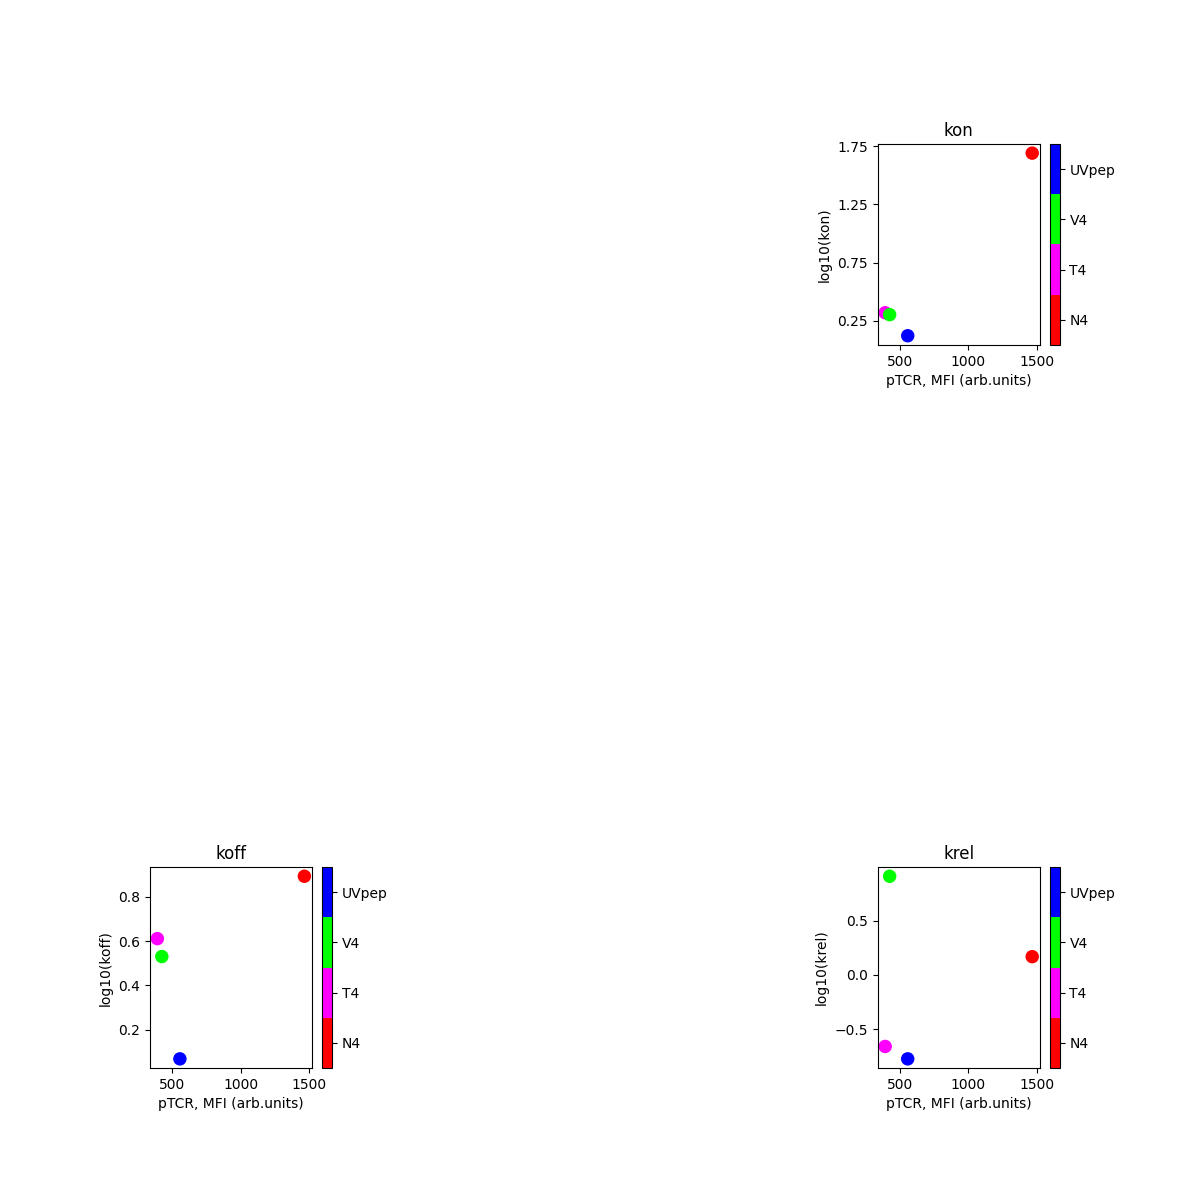 kon
1.75
1.25
0.75
0.25
log10(kon)
500 1000 1500
pTCR, MFI (arb.units)
UVpep
V4
T4
N4
koff
0.8
0.6
0.4
0.2
log10(koff)
500 1000 1500
pTCR, MFI (arb.units)
UVpep
V4
T4
N4
krel
0.5
0.0
−0.5
log10(krel)
500 1000 1500
pTCR, MFI (arb.units)
UVpep
V4
T4
N4